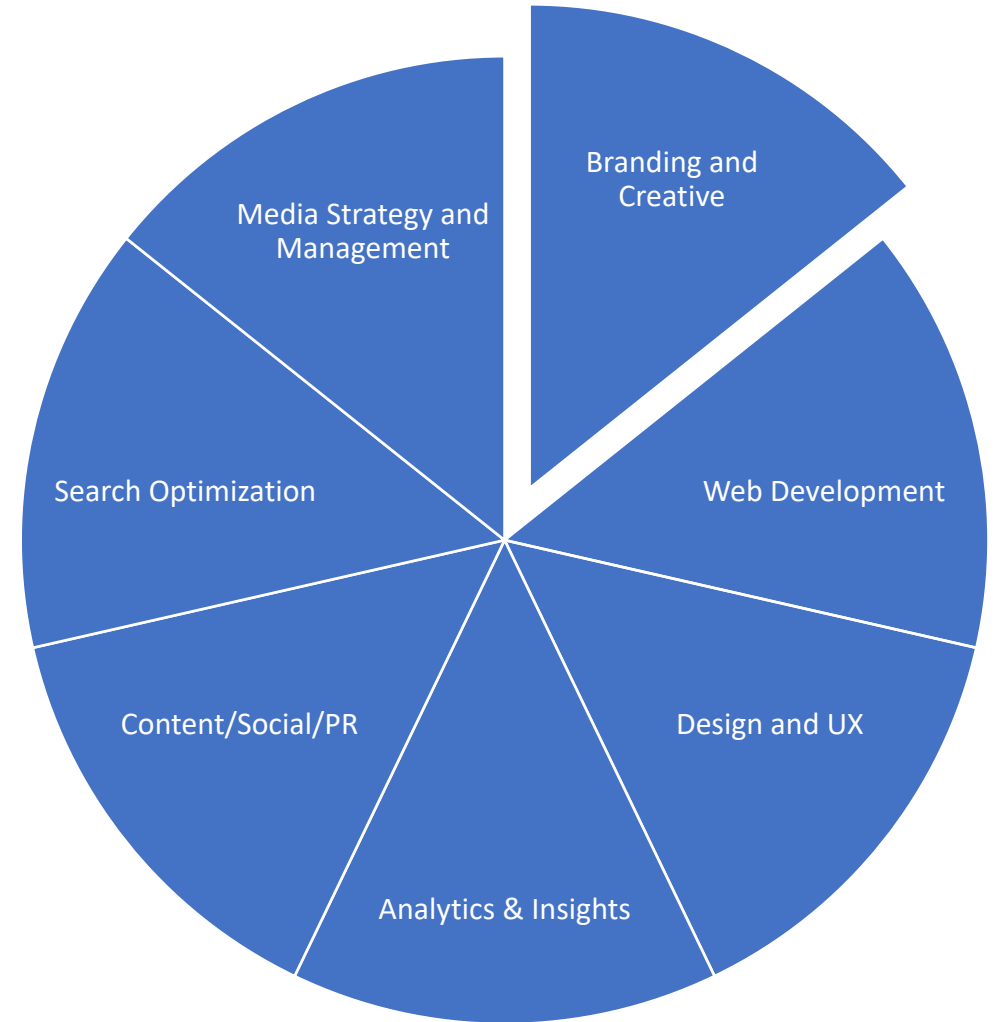 Branding and
Creative
Media Strategy and
Management
Search Optimization
Web Development
Content/Social/PR
Design and UX
Analytics & Insights